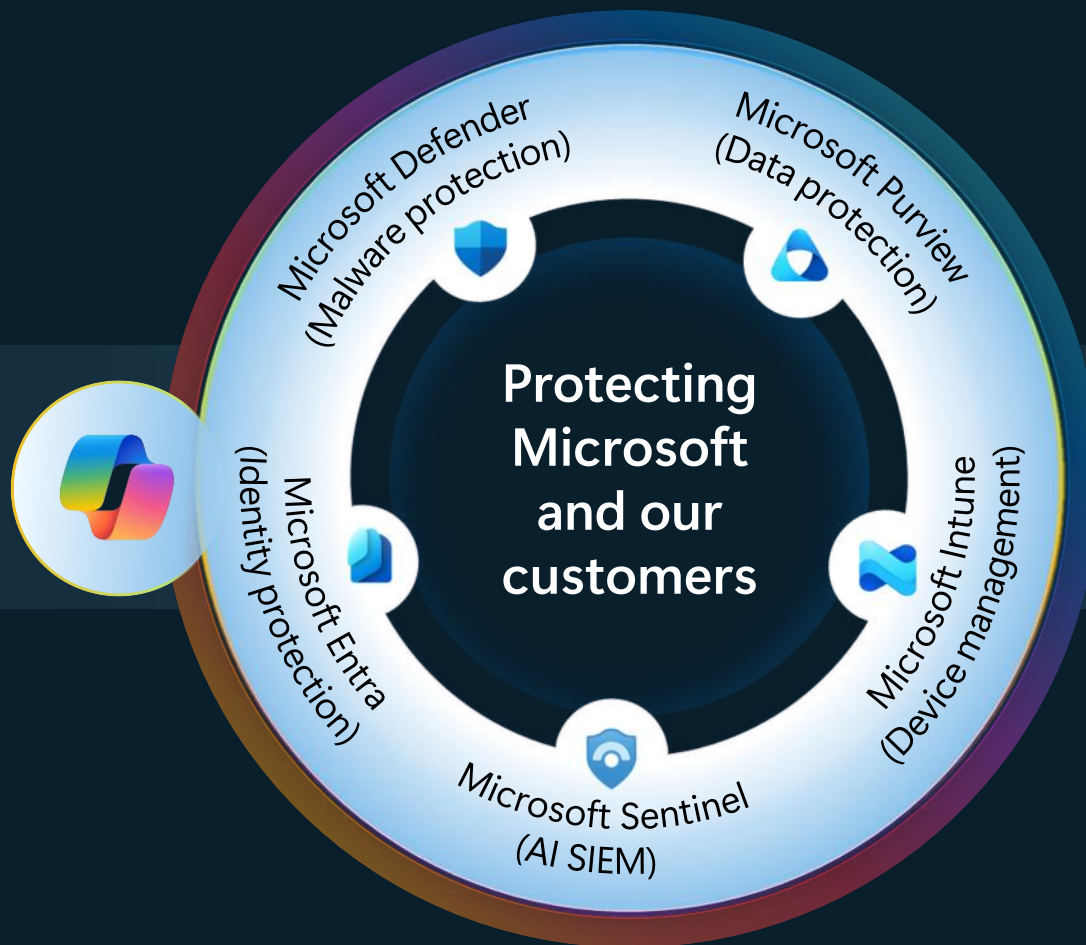 Microsoft Defender
(Malware protection)
Microsoft Purview
(Data protection)
Protecting
Microsoft
and our
customers
Microsoft Entra
(Identity protection)
Microsoft Intune
(Device management)
Microsoft Sentinel
(AI SIEM)